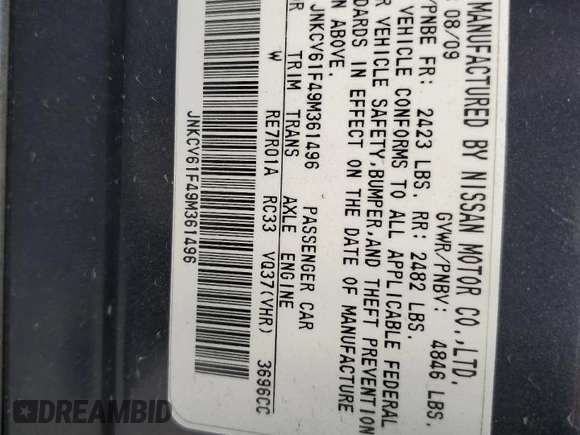 MANUFACTURED BY NISSAN MOTOR CO.,LTD.
08/09 GVWR/PNBV: 4846 LBS.
/PNBE FR: 2423 LBS. RR: 2482 LBS.
VEHICLE CONFORMS TO ALL APPLICABLE FEDERAL
R VEHICLE SAFETY,BUMPER,AND THEFT PREVENTION
DARDS IN EFFECT ON THE DATE OF MANUFACTURE
N ABOVE.
JNKCV61F49M361496 PASSENGER CAR
OR TRIM TRANS AXLE ENGINE
W RE7R01A RC33 VQ37(VHR) 3696CC
JNKCV61F49M361496
DREAMBID